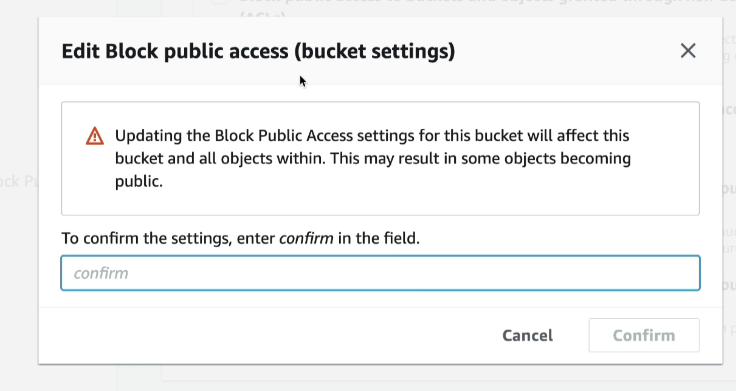 Edit Block public access (bucket settings)
Updating the Block Public Access settings for this bucket will affect this
bucket and all objects within. This may result in some objects becoming
public.
To confirm the settings, enter confirm in the field.
confirm
Cancel
Confirm